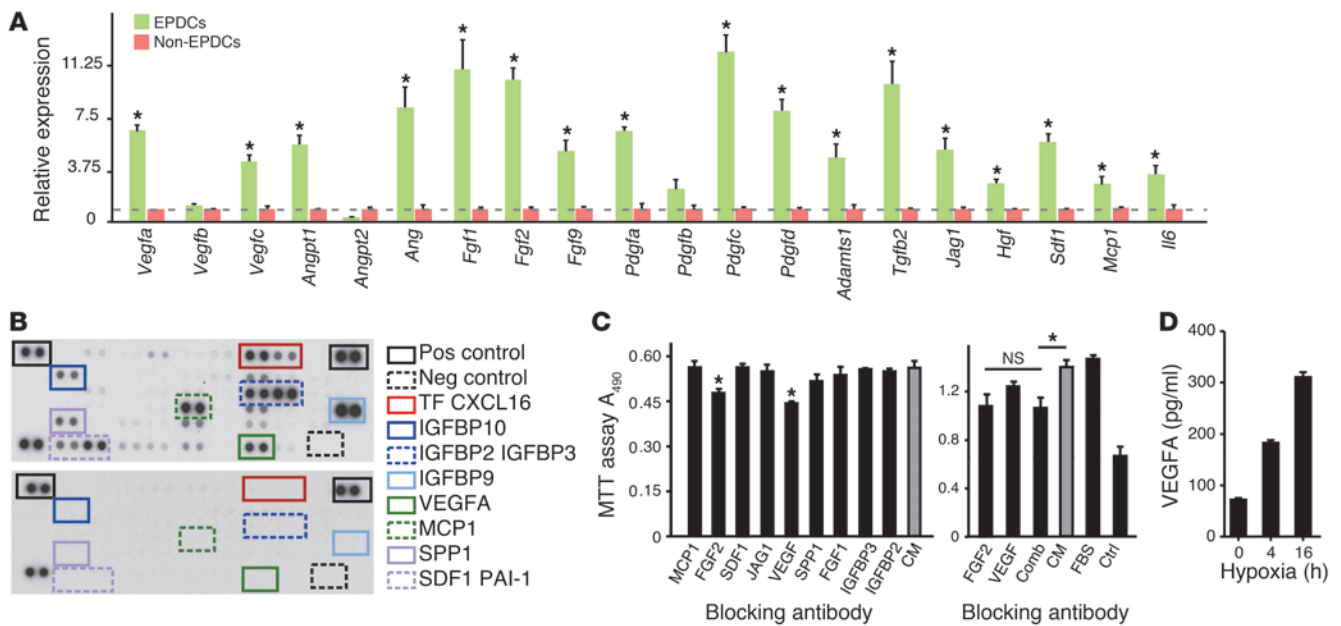 A
EPDCs
Non-EPDCs
Relative expression
11.25
7.5
3.75
0
* * * * * * * * * * * * * * * * *
Vegfa Vegfb Vegfc Angpt1 Angpt2 Ang Fgf1 Fgf2 Fgf9 Pdgfa Pdgfb Pdgfc Pdgfd Adamts1 Tgfb2 Jag1 Hgf Sdf1 Mcp1 Il6
B
Pos control
Neg control
TF CXCL16
IGFBP10
IGFBP2 IGFBP3
IGFBP9
VEGFA
MCP1
SPP1
SDF1 PAI-1
C
MTT assay A490
0.60
0.45
0.30
0.15
0
* *
MCP1 FGF2 SDF1 JAG1 VEGF SPP1 FGF1 IGFBP3 IGFBP2 CM
Blocking antibody
1.2
0.4
0
NS *
FGF2 VEGF Comb CM FBS Ctrl
Blocking antibody
D
VEGFA (pg/ml)
400
300
200
100
0
0 4 16
Hypoxia (h)